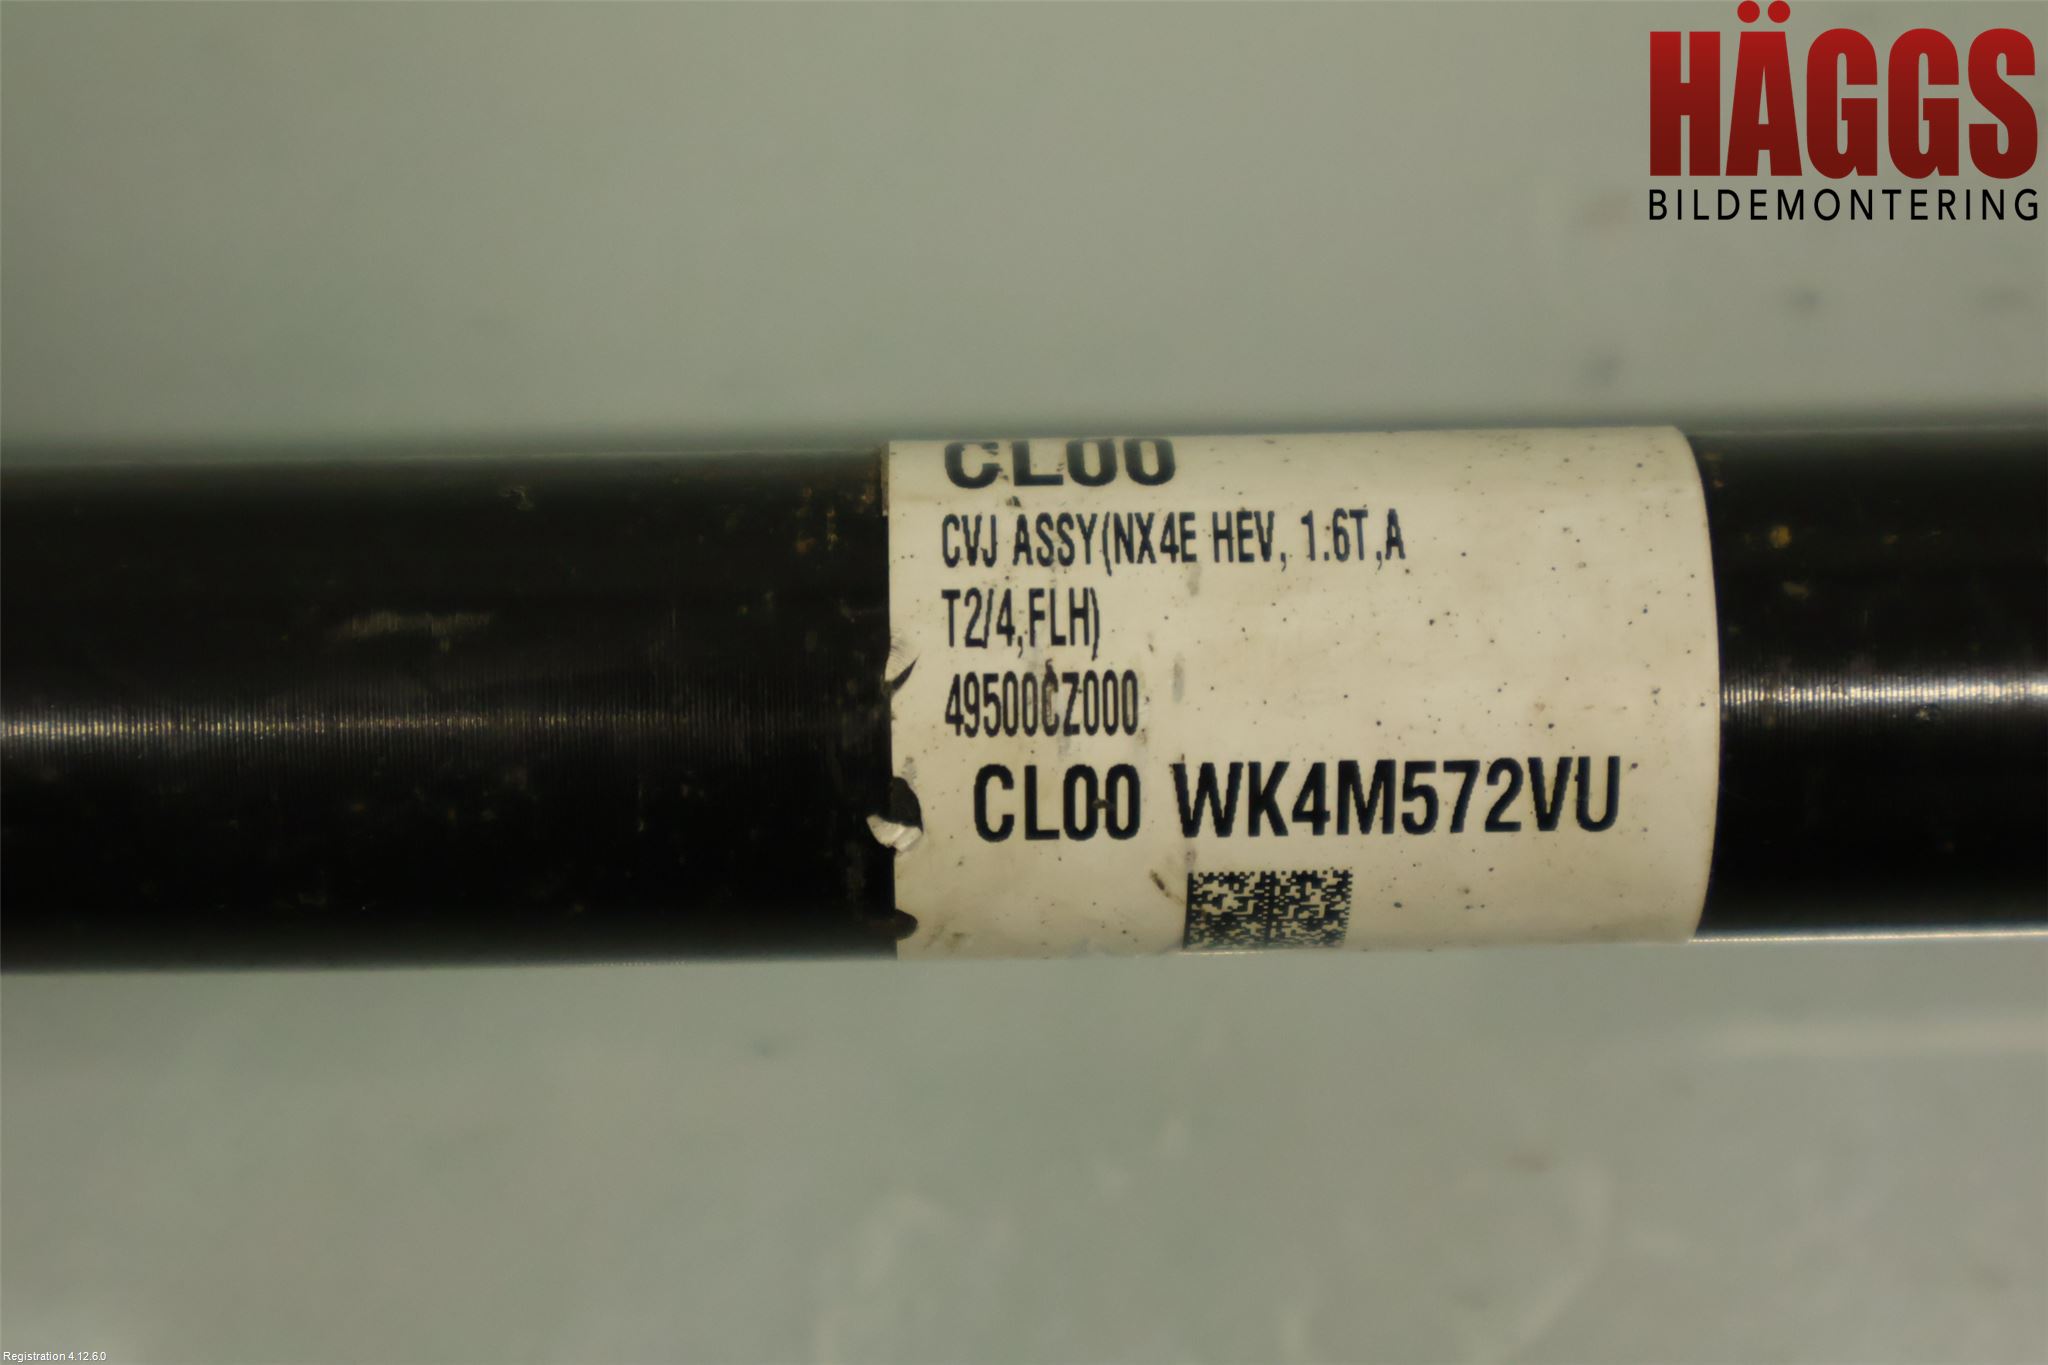 HÄGGS
BILDEMONTERING
CL00
CVJ ASSY(NX4E HEV, 1.6T,A
T2/4,FLH)
49500CZ000
CL00 WK4M572VU
Registration 4.12.6.0